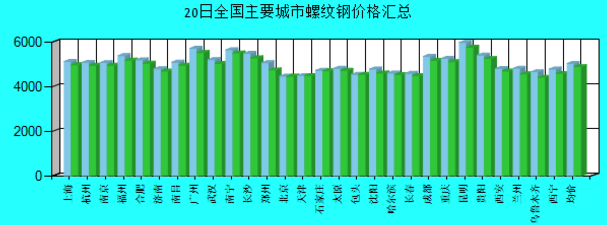 20日全国主要城市螺纹钢价格汇总
6000
4000
2000
0
上海
杭州
南京
福州
合肥
济南
南昌
广州
武汉
南宁
长沙
郑州
北京
天津
石家庄
太原
包头
沈阳
哈尔滨
长春
成都
重庆
昆明
贵阳
西安
兰州
乌鲁木齐
西宁
均价